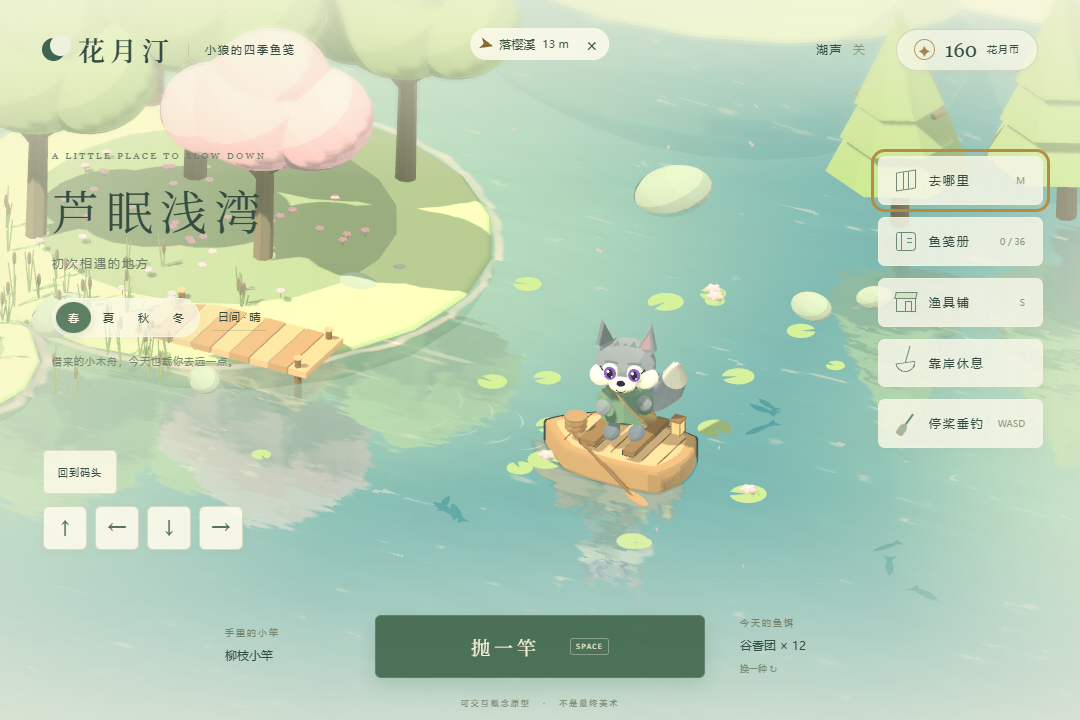 花月汀
小狼的四季鱼笺
落樱溪 13 m ×
湖声 关
160 花月币
A LITTLE PLACE TO SLOW DOWN
芦眠浅湾
初次相遇的地方
春 夏 秋 冬 日间·晴
借来的小木舟，今天也载你去远一点。
去哪里 M
鱼笺册 0 / 36
渔具铺 S
靠岸休息
停桨垂钓 WASD
回到码头
↑ ← ↓ →
手里的小竿
柳枝小竿
抛一竿 SPACE
今天的鱼饵
谷香团 × 12
换一种 ↻
可交互概念原型 · 不是最终美术